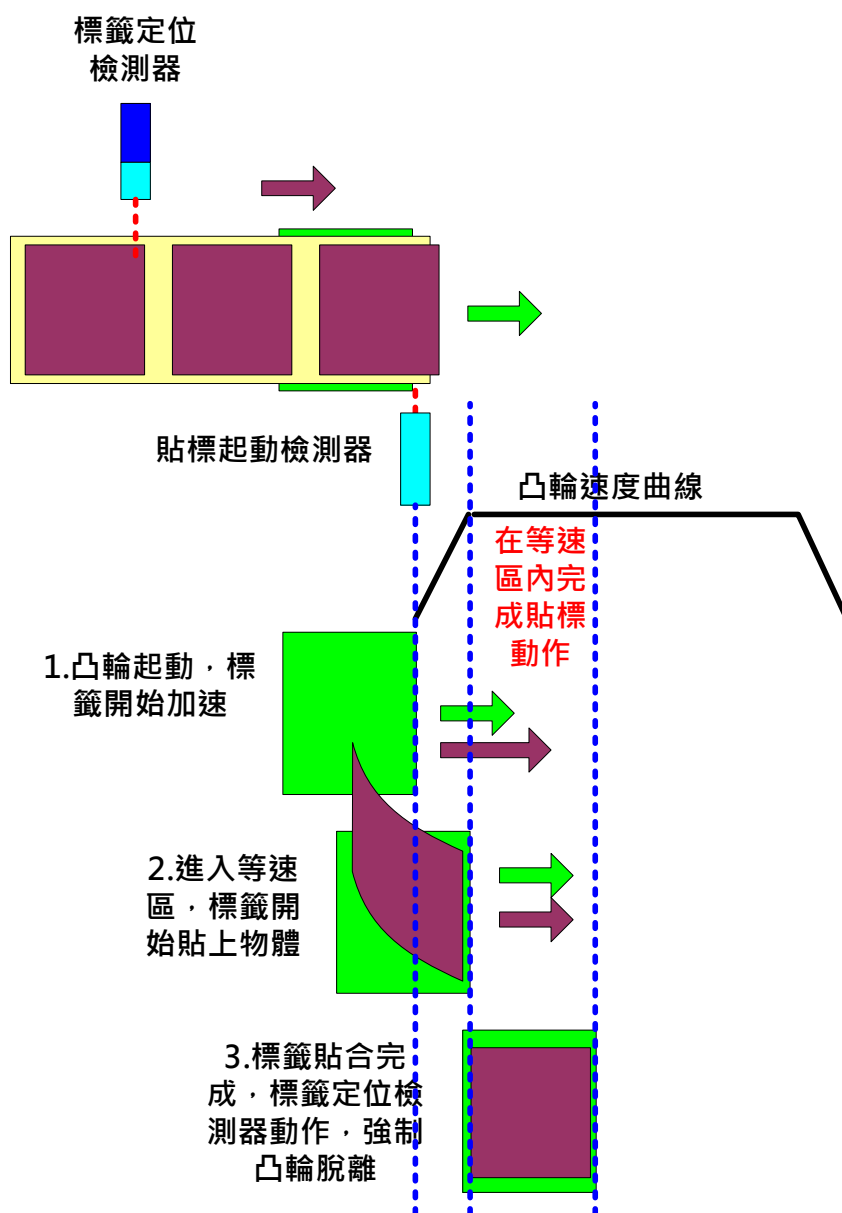 標籤定位
檢測器
貼標起動檢測器
凸輪速度曲線
在等速
區內完
成貼標
動作
1.凸輪起動，標
籤開始加速
2.進入等速
區，標籤開
始貼上物體
3.標籤貼合完
成，標籤定位檢
測器動作，強制
凸輪脫離